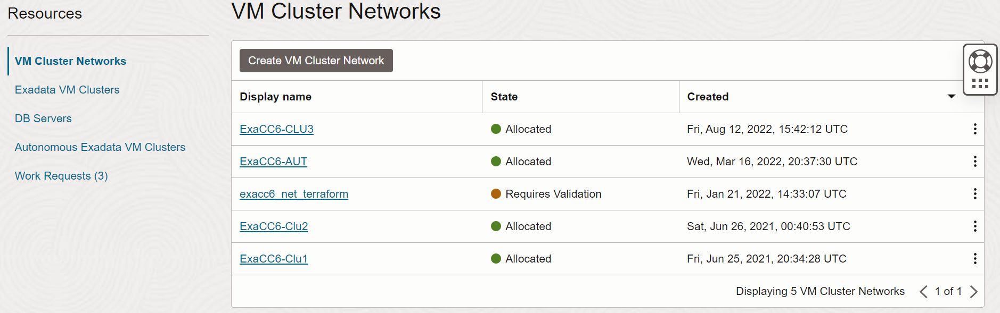 Resources
VM Cluster Networks
Exadata VM Clusters
DB Servers
Autonomous Exadata VM Clusters
Work Requests (3)
VM Cluster Networks
Create VM Cluster Network
Display name State Created
ExaCC6-CLU3 Allocated Fri, Aug 12, 2022, 15:42:12 UTC
ExaCC6-AUT Allocated Wed, Mar 16, 2022, 20:37:30 UTC
exacc6_net_terraform Requires Validation Fri, Jan 21, 2022, 14:33:07 UTC
ExaCC6-Clu2 Allocated Sat, Jun 26, 2021, 00:40:53 UTC
ExaCC6-Clu1 Allocated Fri, Jun 25, 2021, 20:34:28 UTC
Displaying 5 VM Cluster Networks 1 of 1